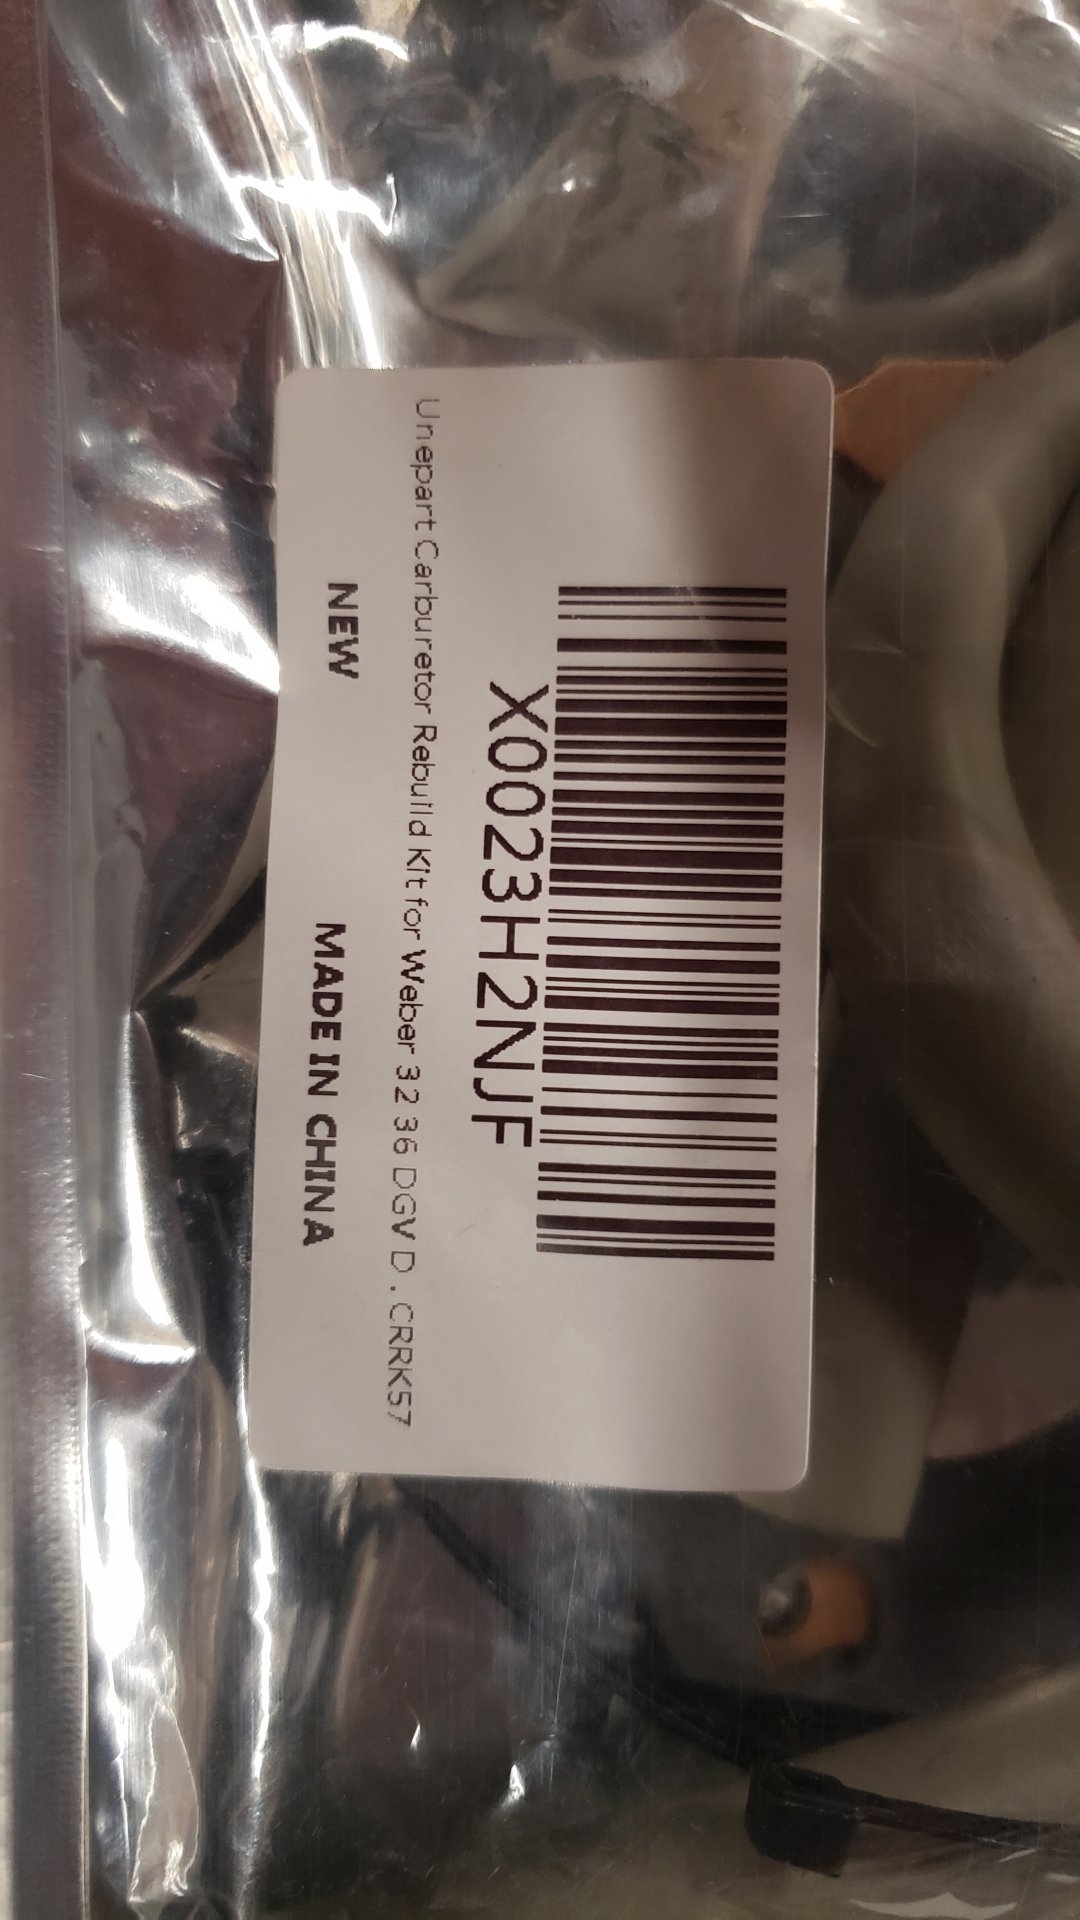 X0023H2NJF
Unepart Carburetor Rebuild Kit for Weber 32 36 DGV D . CRRK57
NEW MADE IN CHINA